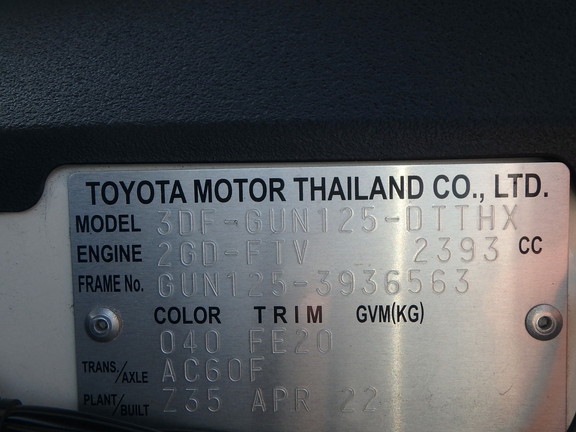 TOYOTA MOTOR THAILAND CO., LTD.
MODEL 3DF-GUN125-DTTHX
ENGINE 2GD-FTV 2393 CC
FRAME No. GUN125-3936563
COLOR TRIM GVM(KG)
040 FE20
TRANS./AXLE AC60F
PLANT/BUILT Z35 APR 22